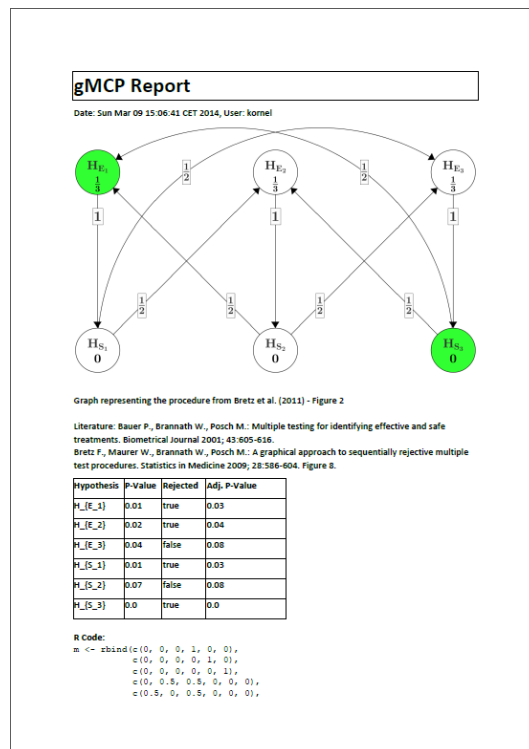 gMCP Report
Date: Sun Mar 09 15:06:41 CET 2014, User: kornel
H_E₁ 1/3
H_E₂ 1/3
H_E₃ 1/3
1/2
1/2
1
1
1
1/2
1/2
1/2
1/2
H_S₁ 0
H_S₂ 0
H_S₃ 0
Graph representing the procedure from Bretz et al. (2011) - Figure 2
Literature: Bauer P., Brannath W., Posch M.: Multiple testing for identifying effective and safe
treatments. Biometrical Journal 2001; 43:605-616.
Bretz F., Maurer W., Brannath W., Posch M.: A graphical approach to sequentially rejective multiple
test procedures. Statistics in Medicine 2009; 28:586-604. Figure 8.
Hypothesis P-Value Rejected Adj. P-Value
H_{E_1} 0.01 true 0.03
H_{E_2} 0.02 true 0.04
H_{E_3} 0.04 false 0.08
H_{S_1} 0.01 true 0.03
H_{S_2} 0.07 false 0.08
H_{S_3} 0.0 true 0.0
R Code:
m <- rbind(c(0, 0, 0, 1, 0, 0),
c(0, 0, 0, 0, 1, 0),
c(0, 0, 0, 0, 0, 1),
c(0, 0.5, 0.5, 0, 0, 0),
c(0.5, 0, 0.5, 0, 0, 0),